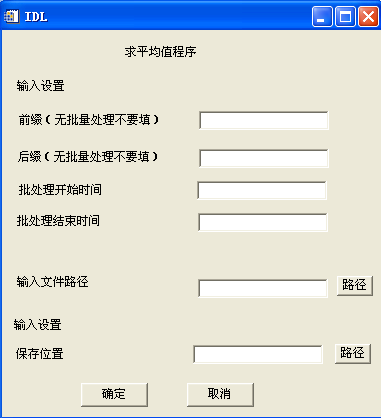 IDL
求平均值程序
输入设置
前缀（无批量处理不要填）
后缀（无批量处理不要填）
批处理开始时间
批处理结束时间
输入文件路径 路径
输入设置
保存位置 路径
确定 取消